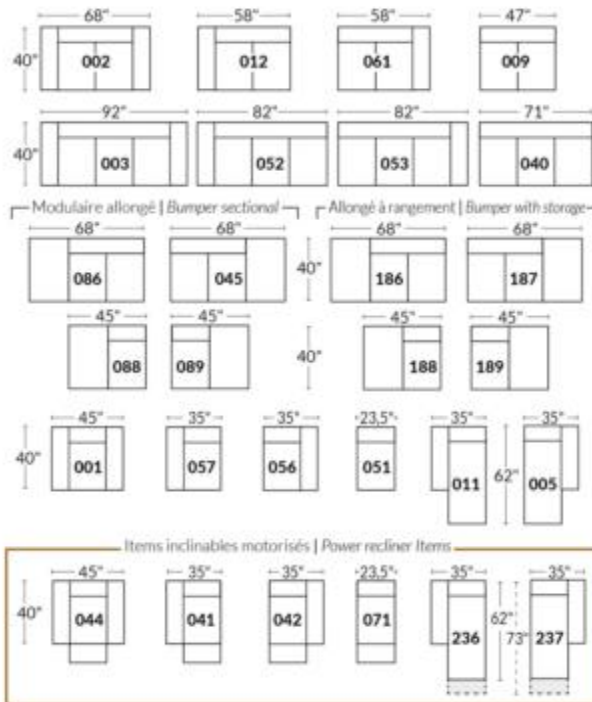 68" 58" 58" 47"
40" 002 012 061 009
92" 82" 82" 71"
40" 003 052 053 040
Modulaire allongé | Bumper sectional Allongé à rangement | Bumper with storage
68" 68" 68" 68"
086 045 40" 186 187
45" 45" 45" 45"
088 089 40" 188 189
45" 35" 35" 23,5" 35" 35"
40" 001 057 056 051 011 62" 005
Items inclinables motorisés | Power recliner Items
45" 35" 35" 23,5" 35" 35"
40" 044 041 042 071 236 62" 73" 237